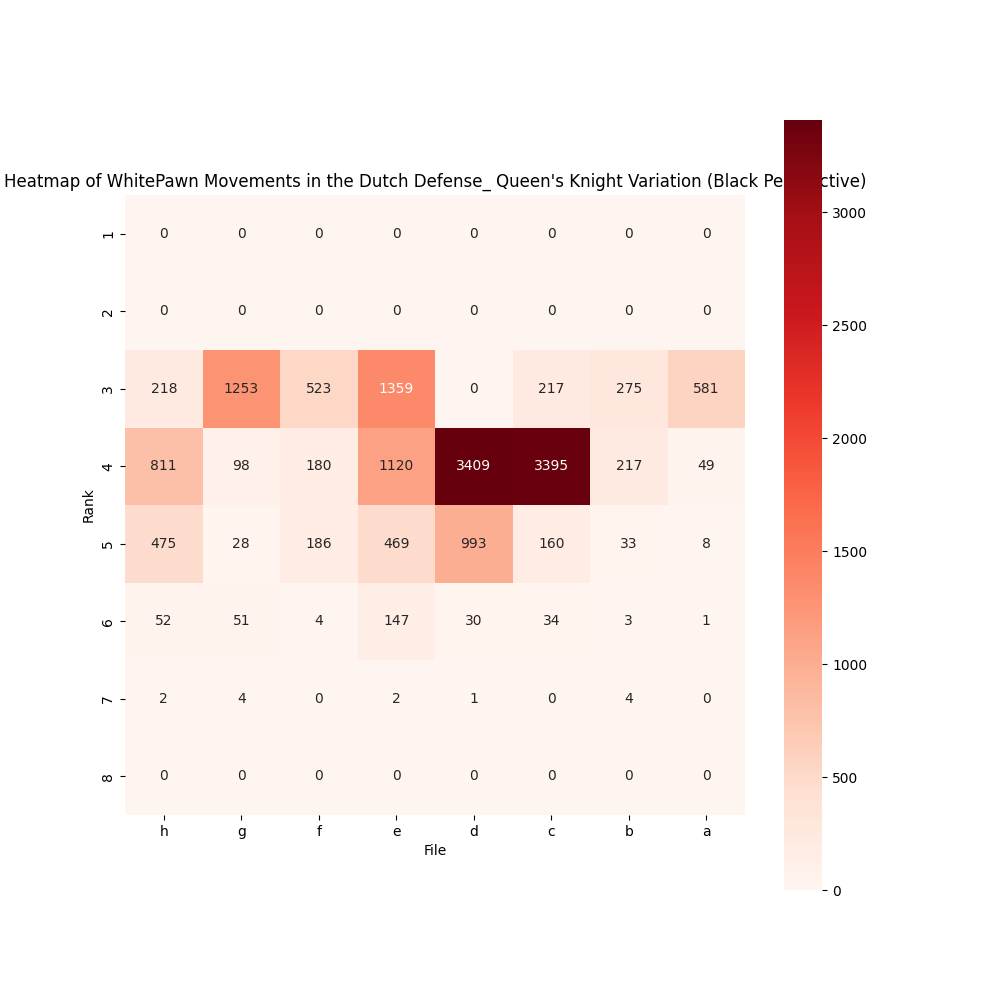 Heatmap of WhitePawn Movements in the Dutch Defense_ Queen's Knight Variation (Black Pe ctive)
1 0 0 0 0 0 0 0 0
2 0 0 0 0 0 0 0 0
3 218 1253 523 1359 0 217 275 581
4 811 98 180 1120 3409 3395 217 49
5 475 28 186 469 993 160 33 8
6 52 51 4 147 30 34 3 1
7 2 4 0 2 1 0 4 0
8 0 0 0 0 0 0 0 0
h g f e d c b a
File
Rank
3000
2500
2000
1500
1000
500
0